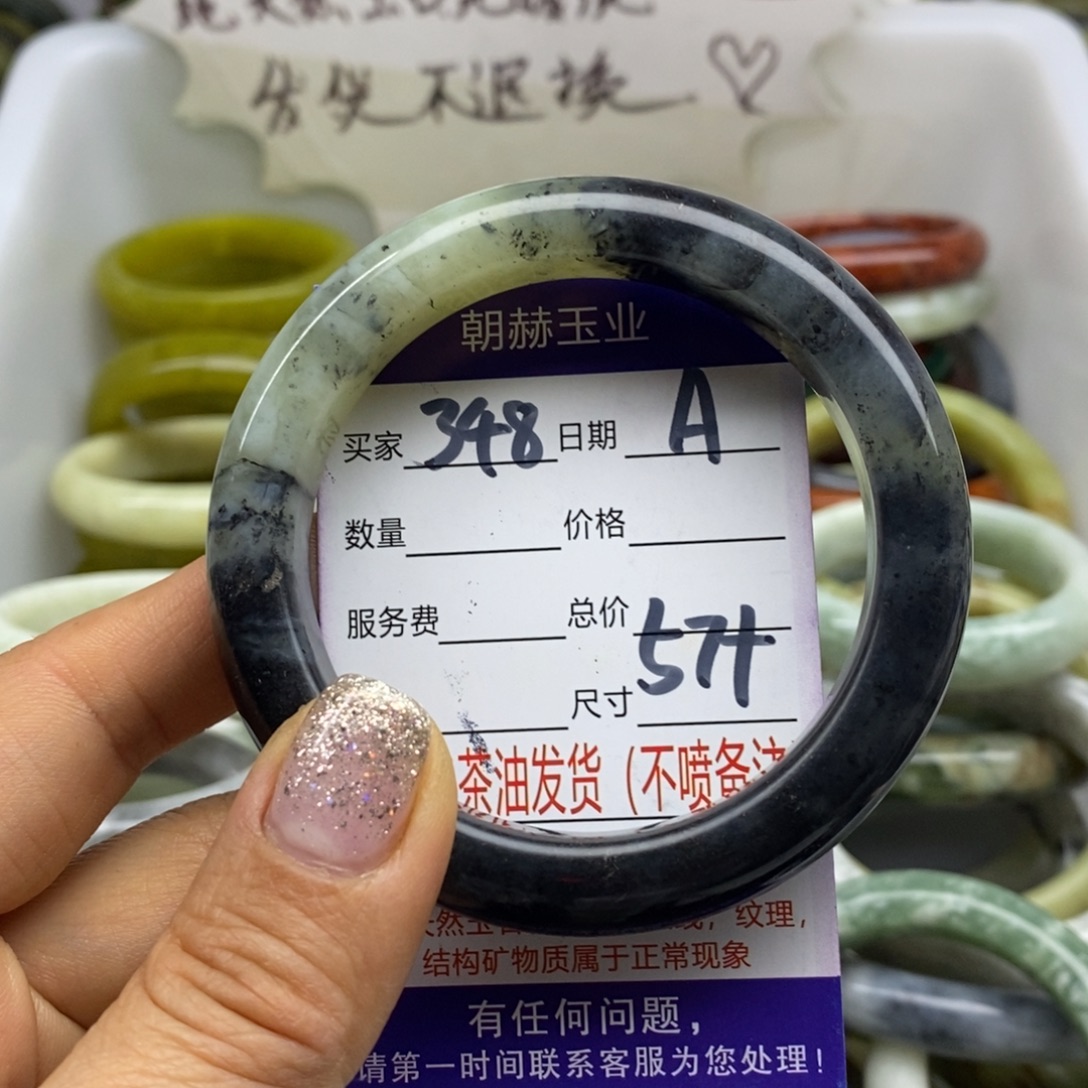 售货不退换
朝赫玉业
买家 348 日期 A
数量 价格
服务费 总价
尺寸 57+
茶油发货（不喷备注
纹理，
结构矿物质属于正常现象
有任何问题，
请第一时间联系客服为您处理！